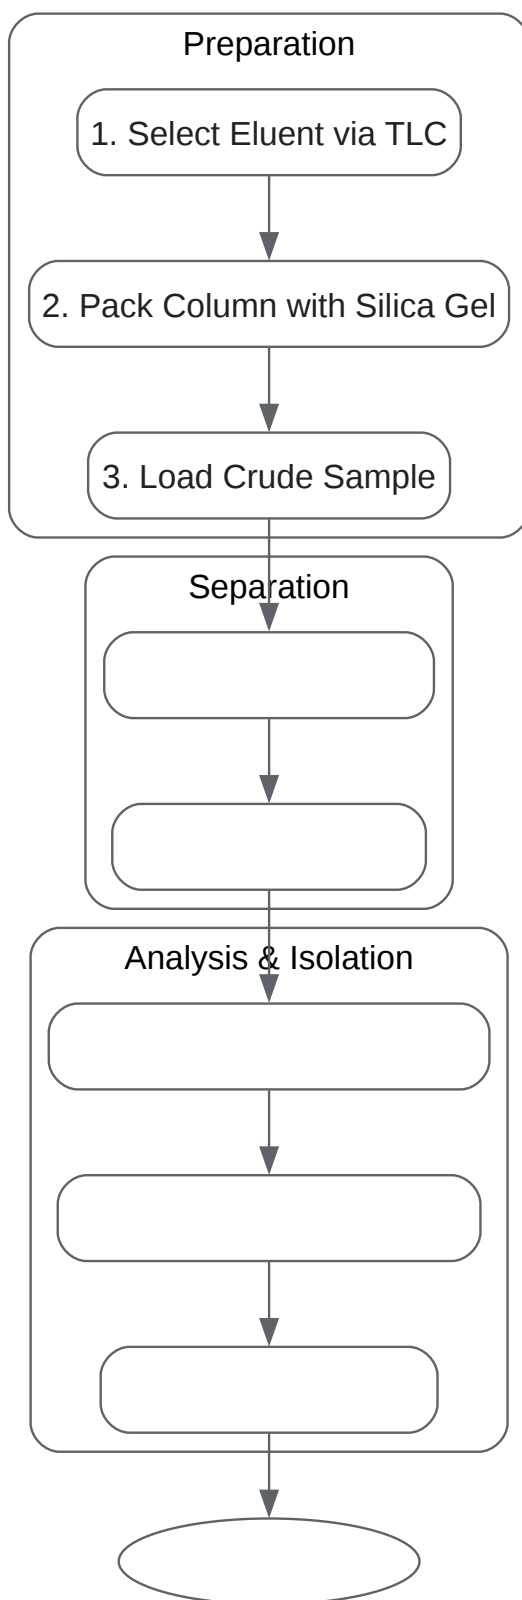 Preparation
1. Select Eluent via TLC
2. Pack Column with Silica Gel
3. Load Crude Sample
Separation
Analysis & Isolation